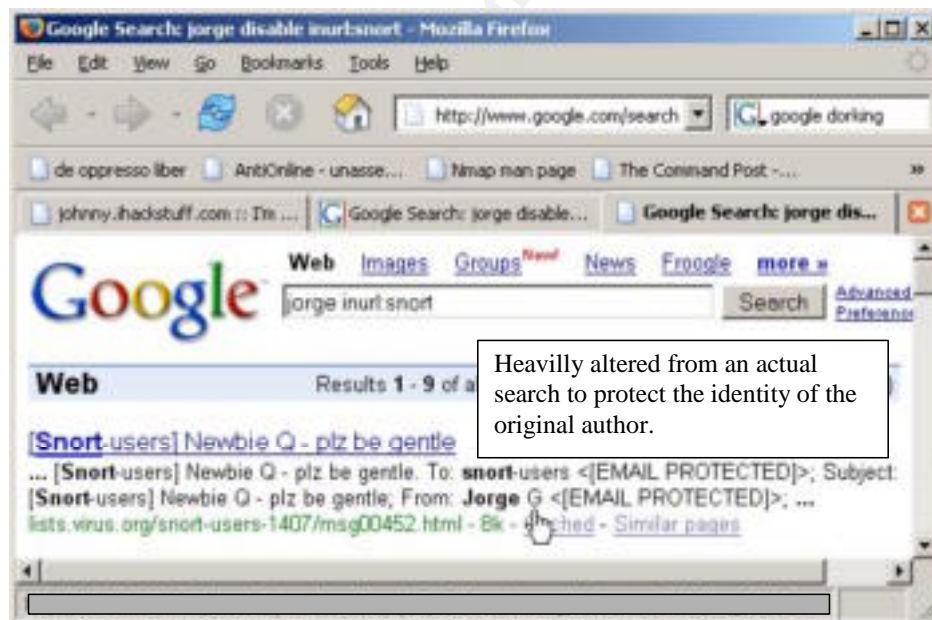 Google Search: jorge disable inurl:snort - Mozilla Firefox
File Edit View Go Bookmarks Tools Help
http://www.google.com/search google dorking
de oppresso liber AntiOnline - unasse... Nmap man page The Command Post -... »
johnny.ihackstuff.com :: I'm ... Google Search: jorge disable... Google Search: jorge dis...
Google Web Images Groups New! News Froogle more »
jorge inurl:snort Search Advanced
Preferences
Web Results 1 - 9 of a
Heavilly altered from an actual
search to protect the identity of the
original author.
[Snort-users] Newbie Q - plz be gentle
... [Snort-users] Newbie Q - plz be gentle. To: snort-users <[EMAIL PROTECTED]>; Subject:
[Snort-users] Newbie Q - plz be gentle; From: Jorge G <[EMAIL PROTECTED]>; ...
lists.virus.org/snort-users-1407/msg00452.html - 8k - Cached - Similar pages